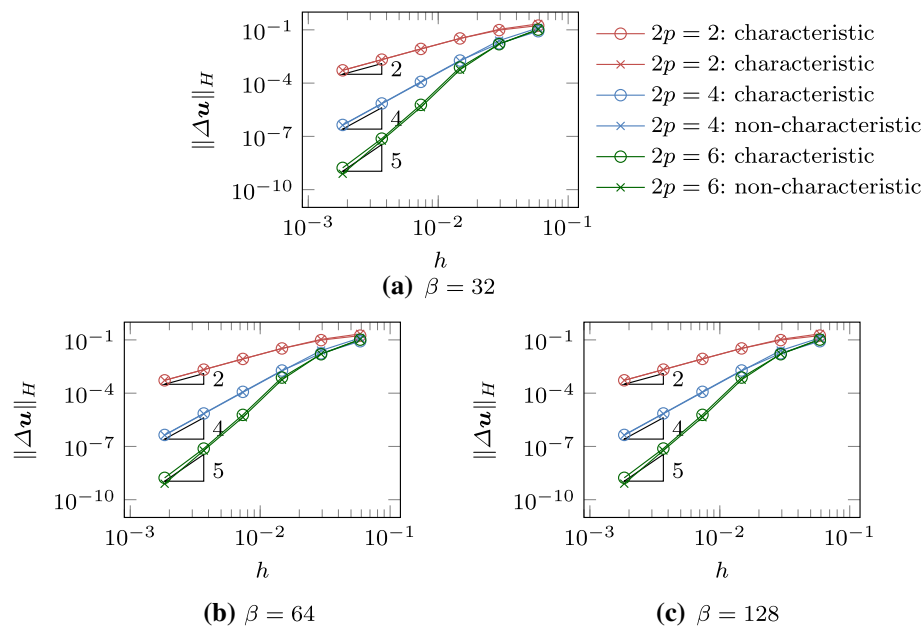 10⁻¹
10⁻⁴
10⁻⁷
10⁻¹⁰
‖Δu‖_H
2
4
5
10⁻³
10⁻²
10⁻¹
h
2p = 2: characteristic
2p = 2: characteristic
2p = 4: characteristic
2p = 4: non-characteristic
2p = 6: characteristic
2p = 6: non-characteristic
(a) β = 32
10⁻¹
10⁻⁴
10⁻⁷
10⁻¹⁰
‖Δu‖_H
2
4
5
10⁻³
10⁻²
10⁻¹
h
(b) β = 64
10⁻¹
10⁻⁴
10⁻⁷
10⁻¹⁰
‖Δu‖_H
2
4
5
10⁻³
10⁻²
10⁻¹
h
(c) β = 128